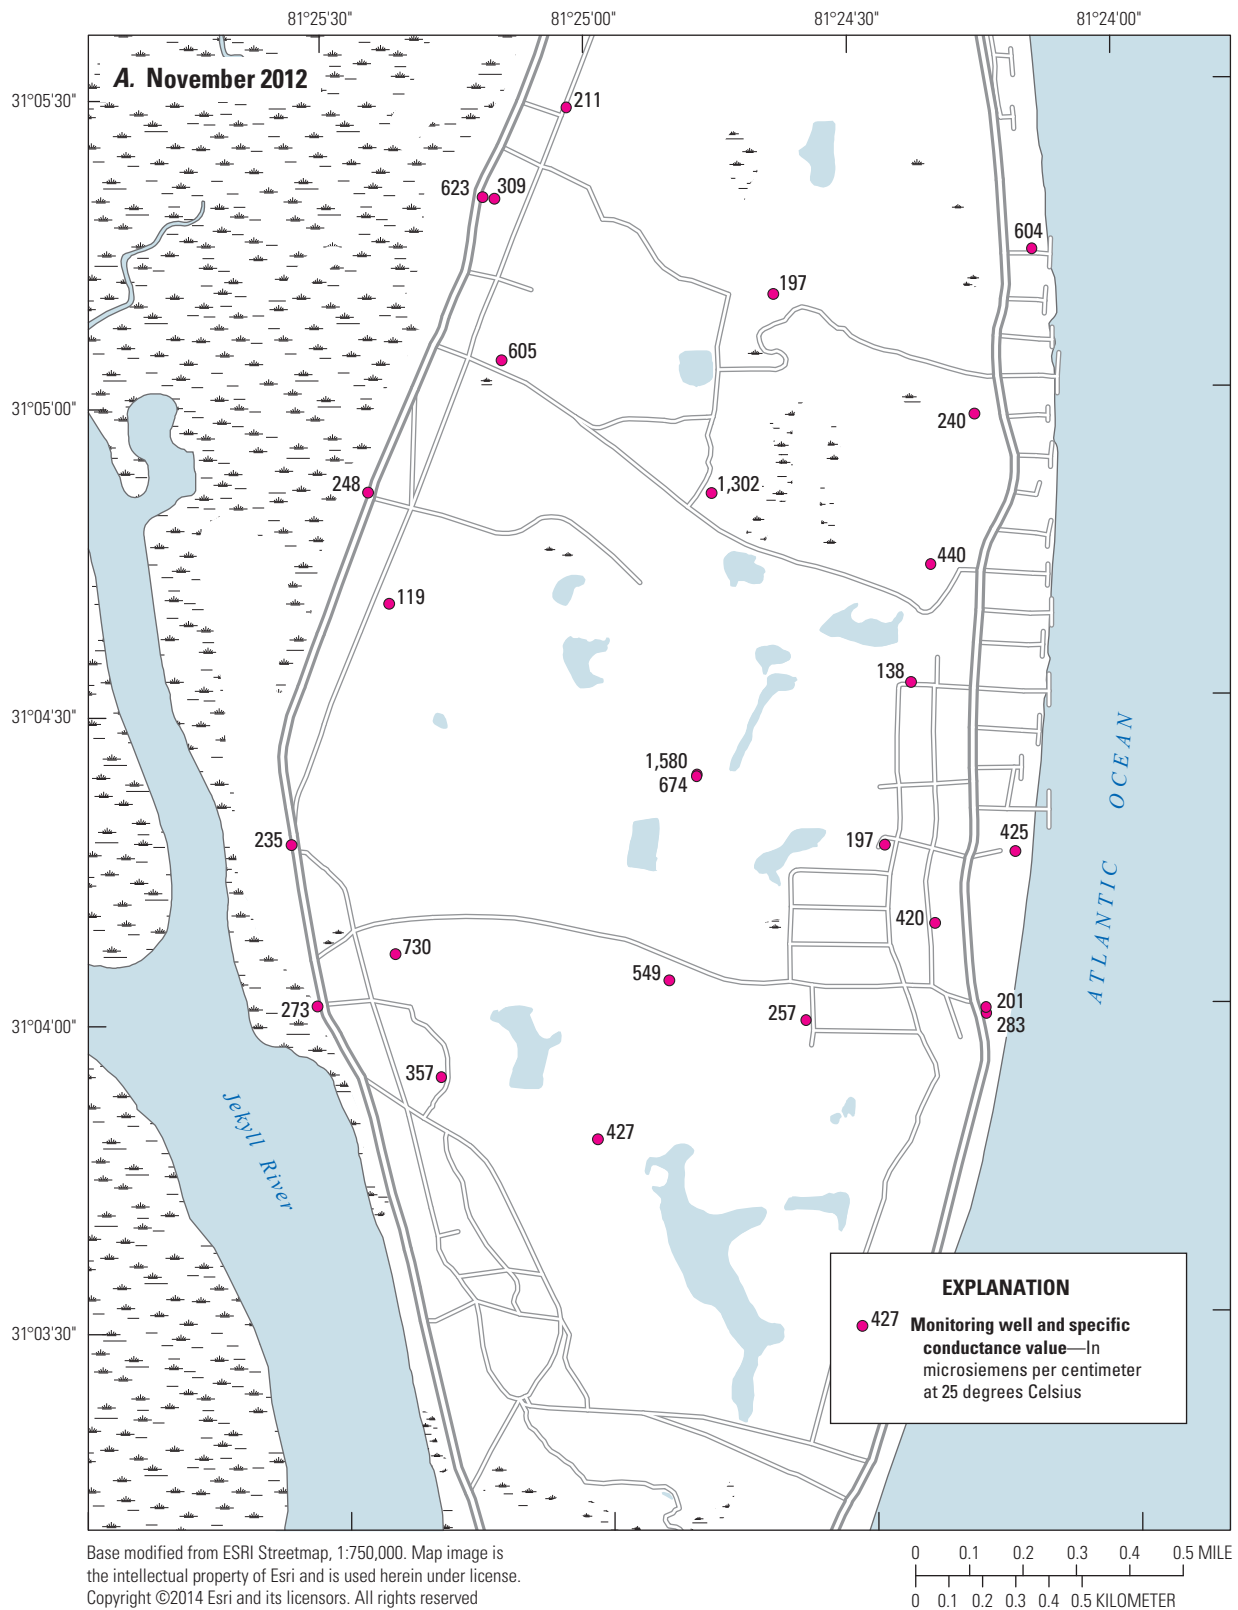 81°25'30"
81°25'00"
81°24'30"
81°24'00"
A. November 2012
31°05'30"
211
623
309
604
197
605
31°05'00"
240
248
1,302
440
119
138
31°04'30"
1,580
674
235
197
425
ATLANTIC OCEAN
420
730
549
273
257
201
283
31°04'00"
357
Jekyll River
427
EXPLANATION
427 Monitoring well and specific
conductance value—In
microsiemens per centimeter
at 25 degrees Celsius
31°03'30"
Base modified from ESRI Streetmap, 1:750,000. Map image is
the intellectual property of Esri and is used herein under license.
Copyright ©2014 Esri and its licensors. All rights reserved
0 0.1 0.2 0.3 0.4 0.5 MILE
0 0.1 0.2 0.3 0.4 0.5 KILOMETER